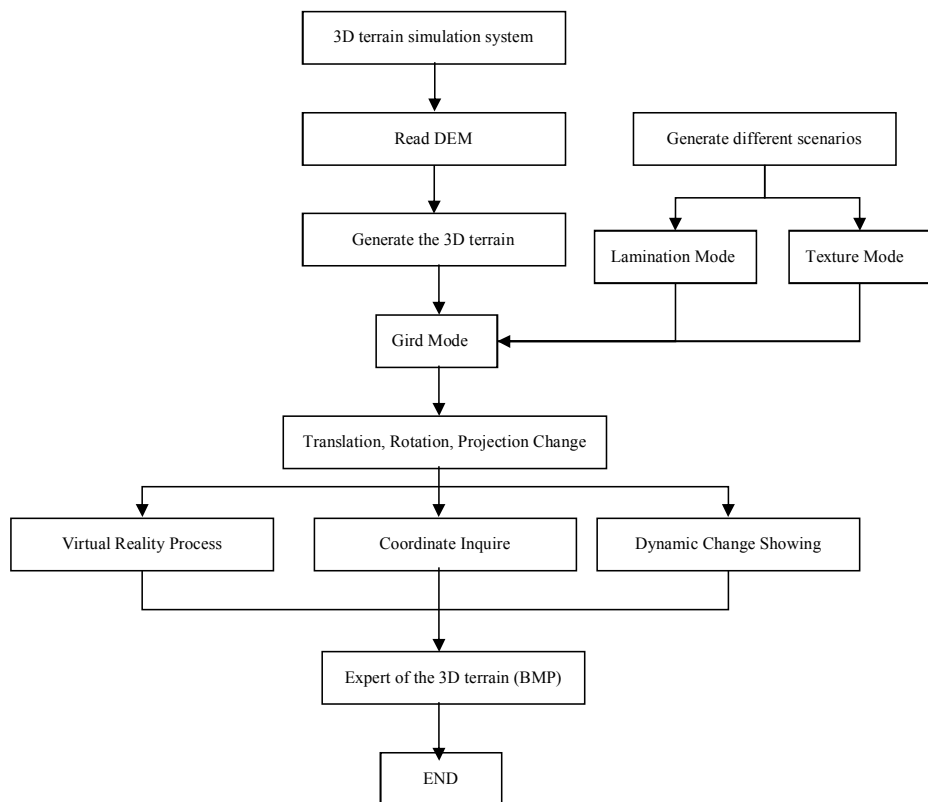 3D terrain simulation system
Read DEM
Generate different scenarios
Generate the 3D terrain
Lamination Mode
Texture Mode
Gird Mode
Translation, Rotation, Projection Change
Virtual Reality Process
Coordinate Inquire
Dynamic Change Showing
Expert of the 3D terrain (BMP)
END